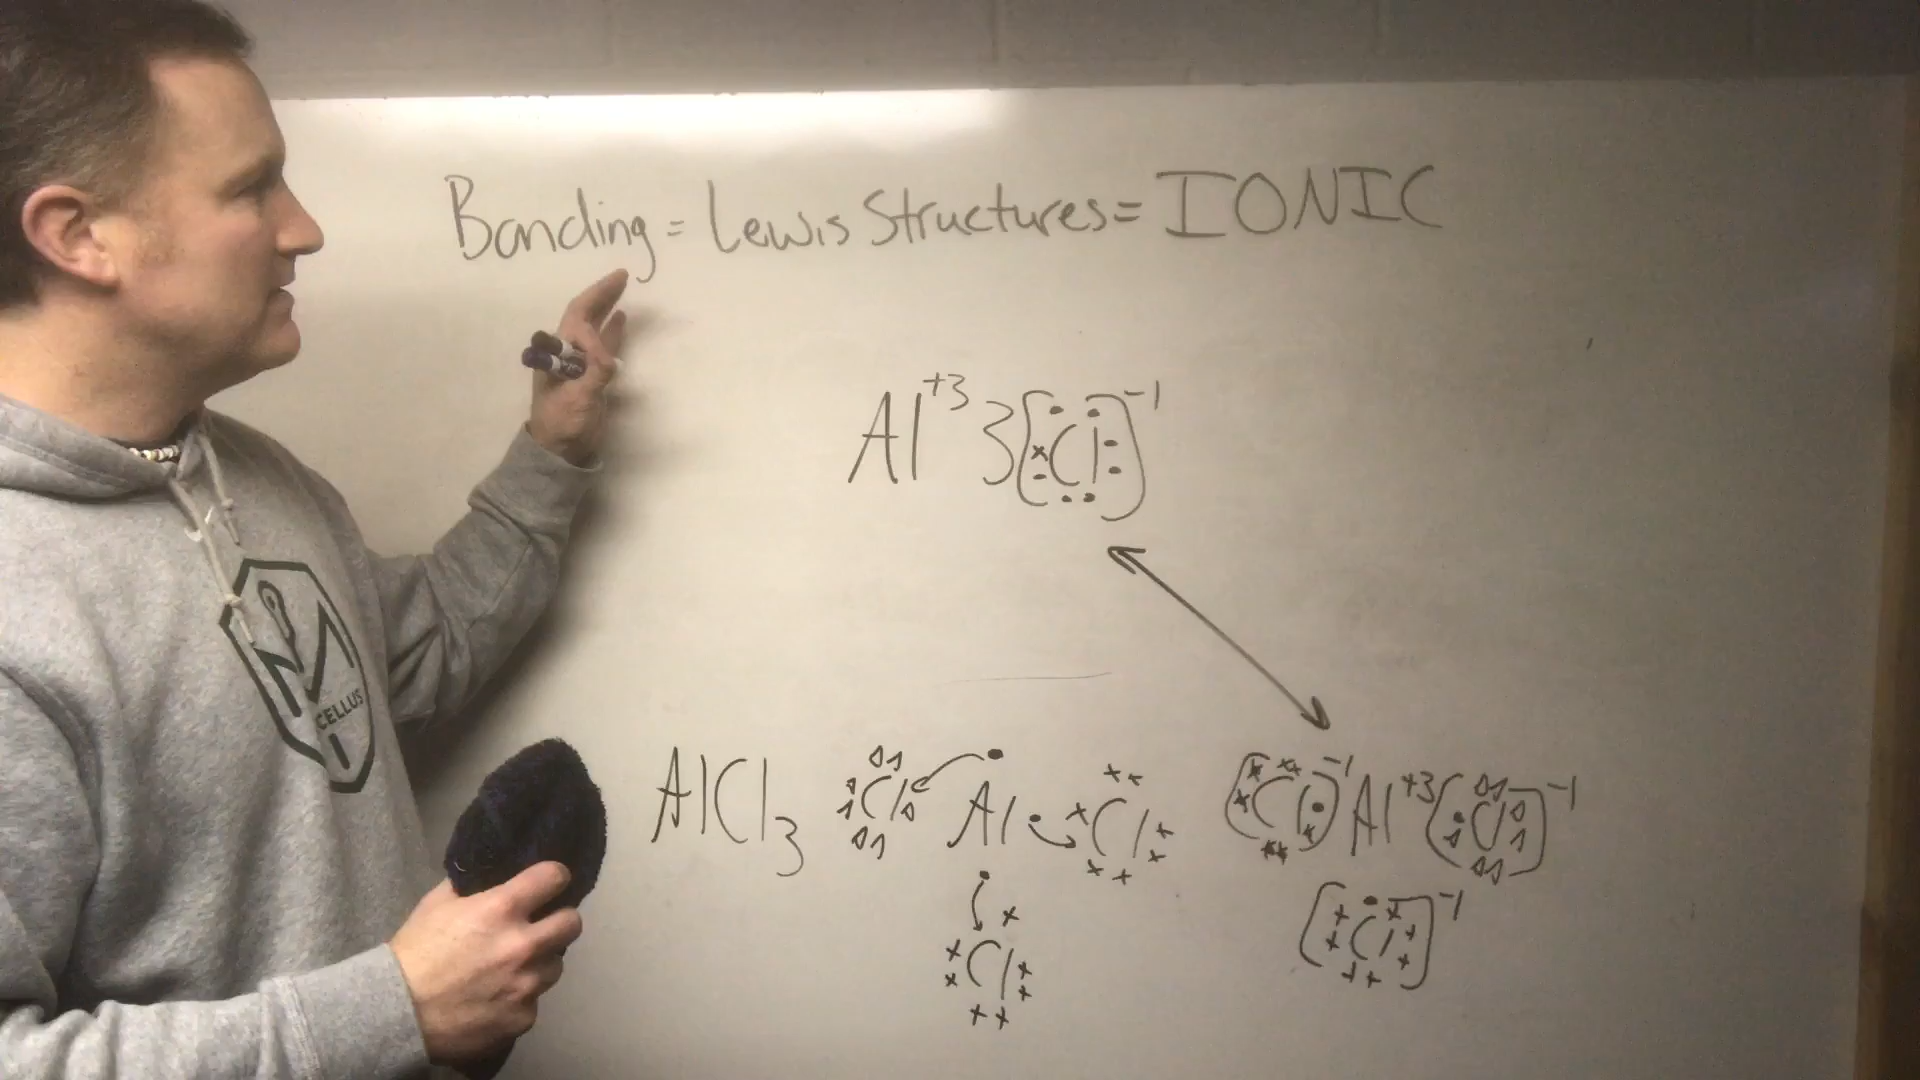 Bonding = Lewis Structures = IONIC
Al+3 3[Cl]-1
AlCl3 Cl Al Cl [Cl]-1 Al+3 [Cl]-1
Cl [Cl]-1
M
CELLUS